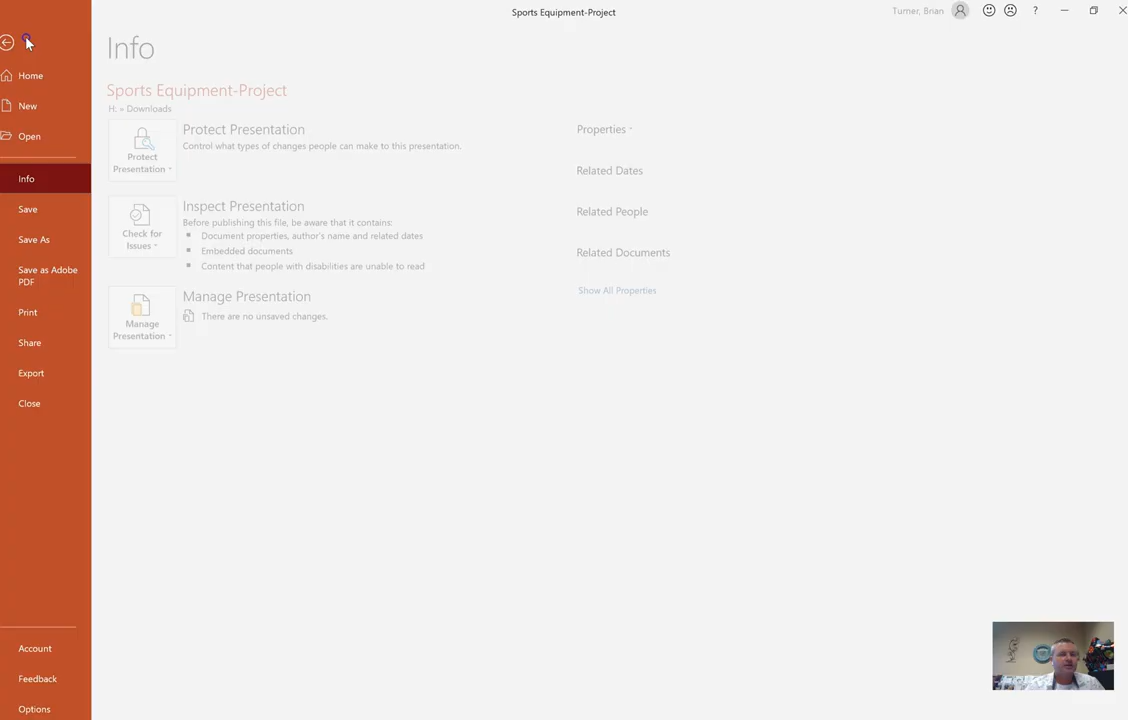 Sports Equipment-Project
Turner, Brian
?
Info
Home
New
Open
Info
Save
Save As
Save as Adobe
PDF
Print
Share
Export
Close
Account
Feedback
Options
Sports Equipment-Project
H: » Downloads
Protect
Presentation
Protect Presentation
Control what types of changes people can make to this presentation.
Check for
Issues
Inspect Presentation
Before publishing this file, be aware that it contains:
Document properties, author's name and related dates
Embedded documents
Content that people with disabilities are unable to read
Manage
Presentation
Manage Presentation
There are no unsaved changes.
Properties
Related Dates
Related People
Related Documents
Show All Properties